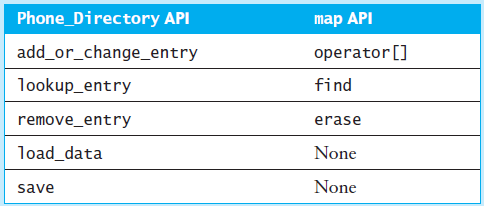 Phone_Directory API map API
add_or_change_entry operator[]
lookup_entry find
remove_entry erase
load_data None
save None